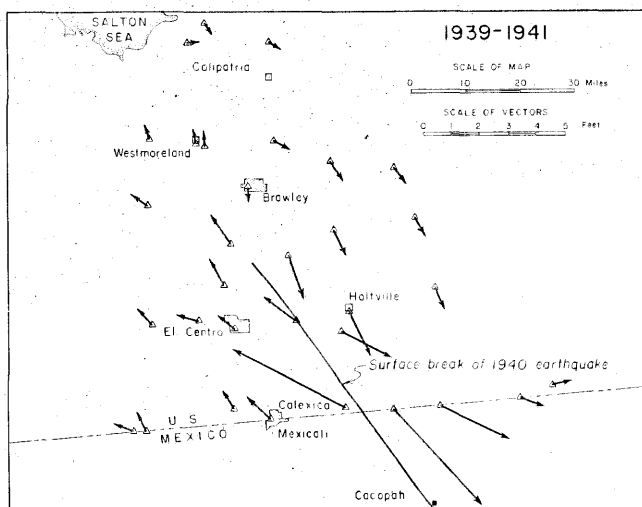 SALTON
SEA
1939-1941
SCALE OF MAP
0 10 20 30 Miles
SCALE OF VECTORS
0 1 2 3 4 5 Feet
Calipatria
Westmoreland
Brawley
Holtville
El Centro
Surface break of 1940 earthquake
Calexico
U S
MEXICO
Mexicali
Cocopah